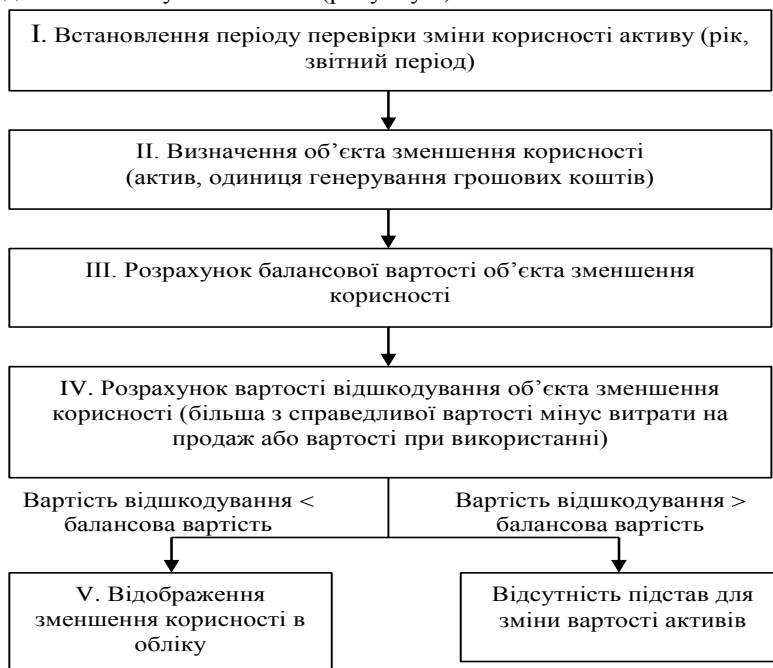 І. Встановлення періоду перевірки зміни корисності активу (рік,
звітний період)
ІІ. Визначення об’єкта зменшення корисності
(актив, одиниця генерування грошових коштів)
ІІІ. Розрахунок балансової вартості об’єкта зменшення
корисності
IV. Розрахунок вартості відшкодування об’єкта зменшення
корисності (більша з справедливої вартості мінус витрати на
продаж або вартості при використанні)
Вартість відшкодування <
балансова вартість
Вартість відшкодування >
балансова вартість
V. Відображення
зменшення корисності в
обліку
Відсутність підстав для
зміни вартості активів